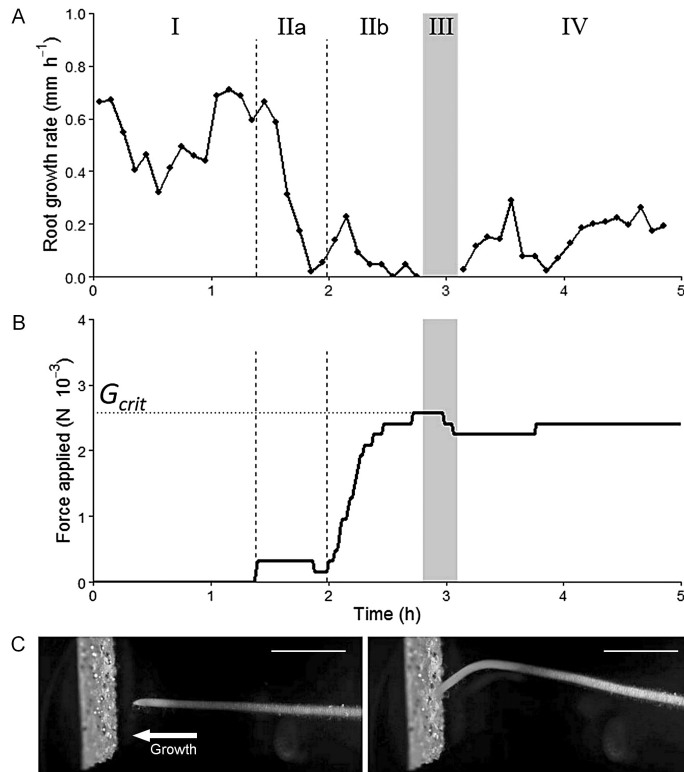 A
I IIa IIb III IV
Root growth rate (mm h⁻¹)
1.0
0.8
0.6
0.4
0.2
0.0
0 1 2 3 4 5
B
Force applied (N 10⁻³)
4
3
2
1
0
G_crit
0 1 2 3 4 5
Time (h)
C
Growth